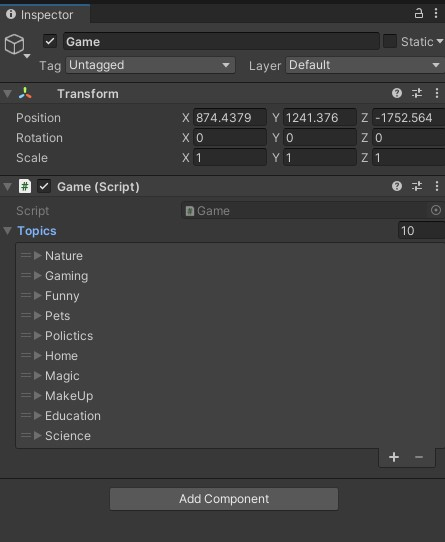 Inspector
Game Static
Tag Untagged Layer Default
Transform
Position X 874.4379 Y 1241.376 Z -1752.564
Rotation X 0 Y 0 Z 0
Scale X 1 Y 1 Z 1
# Game (Script)
Script # Game
Topics 10
Nature
Gaming
Funny
Pets
Polictics
Home
Magic
MakeUp
Education
Science
+ −
Add Component